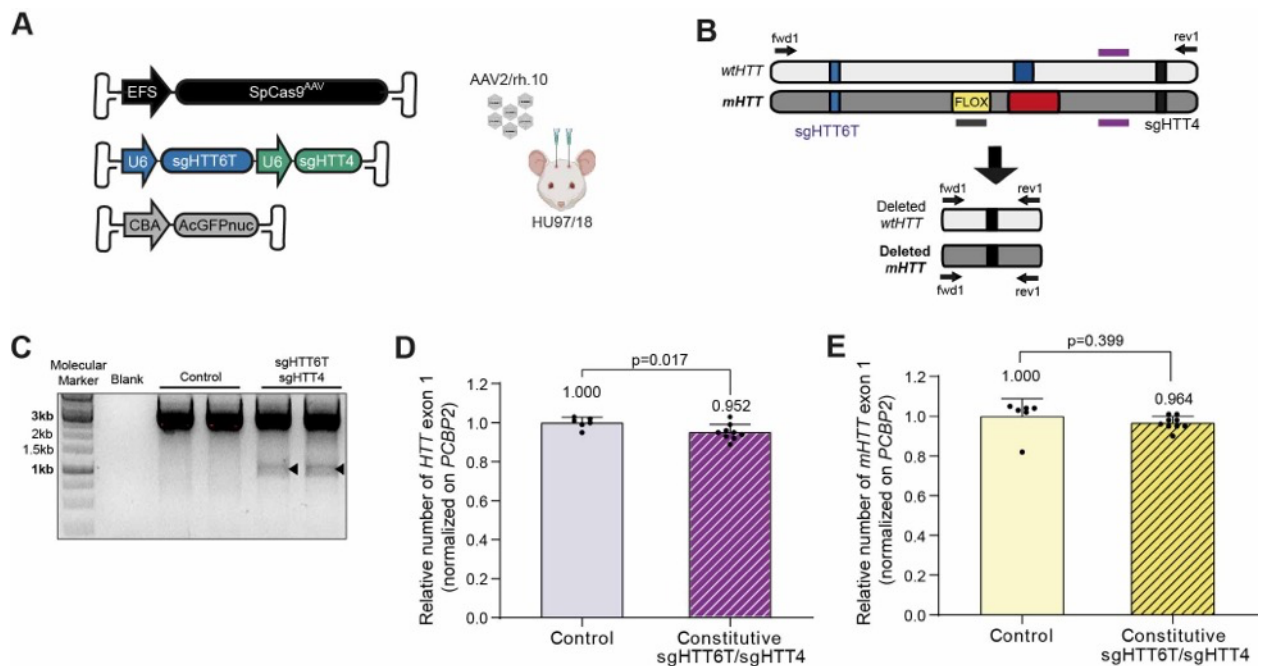 A
EFS
SpCas9AAV
U6
sgHTT6T
U6
sgHTT4
CBA
AcGFPnuc
AAV2/rh.10
HU97/18
B
fwd1
rev1
wtHTT
mHTT
FLOX
sgHTT6T
sgHTT4
fwd1
rev1
Deleted
wtHTT
Deleted
mHTT
fwd1
rev1
C
Molecular
Marker
Blank
Control
sgHTT6T
sgHTT4
3kb
2kb
1.5kb
1kb
D
p=0.017
Relative number of HTT exon 1
(normalized on PCBP2)
1.2
1.0
0.8
0.6
0.4
0.2
0.0
1.000
0.952
Control
Constitutive
sgHTT6T/sgHTT4
E
p=0.399
Relative number of mHTT exon 1
(normalized on PCBP2)
1.2
1.0
0.8
0.6
0.4
0.2
0.0
1.000
0.964
Control
Constitutive
sgHTT6T/sgHTT4